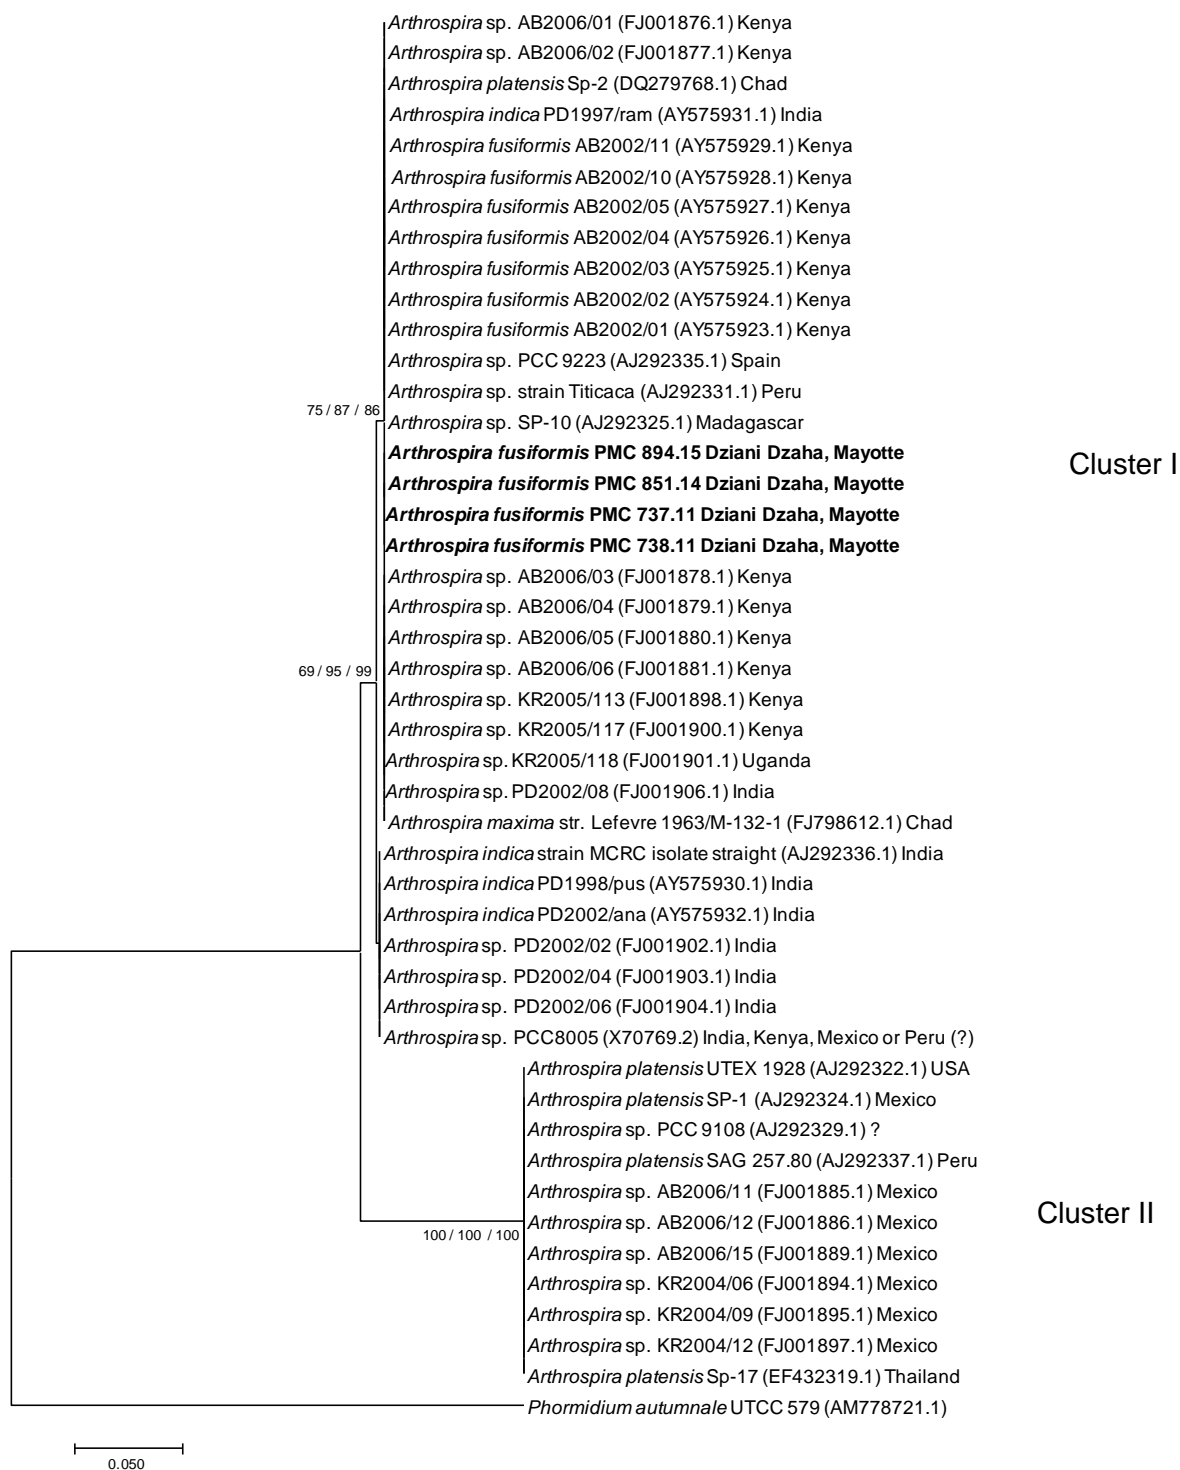 Arthrospira sp. AB2006/01 (FJ001876.1) Kenya
Arthrospira sp. AB2006/02 (FJ001877.1) Kenya
Arthrospira platensis Sp-2 (DQ279768.1) Chad
Arthrospira indica PD1997/ram (AY575931.1) India
Arthrospira fusiformis AB2002/11 (AY575929.1) Kenya
Arthrospira fusiformis AB2002/10 (AY575928.1) Kenya
Arthrospira fusiformis AB2002/05 (AY575927.1) Kenya
Arthrospira fusiformis AB2002/04 (AY575926.1) Kenya
Arthrospira fusiformis AB2002/03 (AY575925.1) Kenya
Arthrospira fusiformis AB2002/02 (AY575924.1) Kenya
Arthrospira fusiformis AB2002/01 (AY575923.1) Kenya
Arthrospira sp. PCC 9223 (AJ292335.1) Spain
Arthrospira sp. strain Titicaca (AJ292331.1) Peru
75 / 87 / 86
Arthrospira sp. SP-10 (AJ292325.1) Madagascar
Arthrospira fusiformis PMC 894.15 Dziani Dzaha, Mayotte
Cluster I
Arthrospira fusiformis PMC 851.14 Dziani Dzaha, Mayotte
Arthrospira fusiformis PMC 737.11 Dziani Dzaha, Mayotte
Arthrospira fusiformis PMC 738.11 Dziani Dzaha, Mayotte
Arthrospira sp. AB2006/03 (FJ001878.1) Kenya
Arthrospira sp. AB2006/04 (FJ001879.1) Kenya
Arthrospira sp. AB2006/05 (FJ001880.1) Kenya
69 / 95 / 99
Arthrospira sp. AB2006/06 (FJ001881.1) Kenya
Arthrospira sp. KR2005/113 (FJ001898.1) Kenya
Arthrospira sp. KR2005/117 (FJ001900.1) Kenya
Arthrospira sp. KR2005/118 (FJ001901.1) Uganda
Arthrospira sp. PD2002/08 (FJ001906.1) India
Arthrospira maxima str. Lefevre 1963/M-132-1 (FJ798612.1) Chad
Arthrospira indica strain MCRC isolate straight (AJ292336.1) India
Arthrospira indica PD1998/pus (AY575930.1) India
Arthrospira indica PD2002/ana (AY575932.1) India
Arthrospira sp. PD2002/02 (FJ001902.1) India
Arthrospira sp. PD2002/04 (FJ001903.1) India
Arthrospira sp. PD2002/06 (FJ001904.1) India
Arthrospira sp. PCC8005 (X70769.2) India, Kenya, Mexico or Peru (?)
Arthrospira platensis UTEX 1928 (AJ292322.1) USA
Arthrospira platensis SP-1 (AJ292324.1) Mexico
Arthrospira sp. PCC 9108 (AJ292329.1) ?
Arthrospira platensis SAG 257.80 (AJ292337.1) Peru
Arthrospira sp. AB2006/11 (FJ001885.1) Mexico
Cluster II
Arthrospira sp. AB2006/12 (FJ001886.1) Mexico
100 / 100 / 100
Arthrospira sp. AB2006/15 (FJ001889.1) Mexico
Arthrospira sp. KR2004/06 (FJ001894.1) Mexico
Arthrospira sp. KR2004/09 (FJ001895.1) Mexico
Arthrospira sp. KR2004/12 (FJ001897.1) Mexico
Arthrospira platensis Sp-17 (EF432319.1) Thailand
Phormidium autumnale UTCC 579 (AM778721.1)
0.050